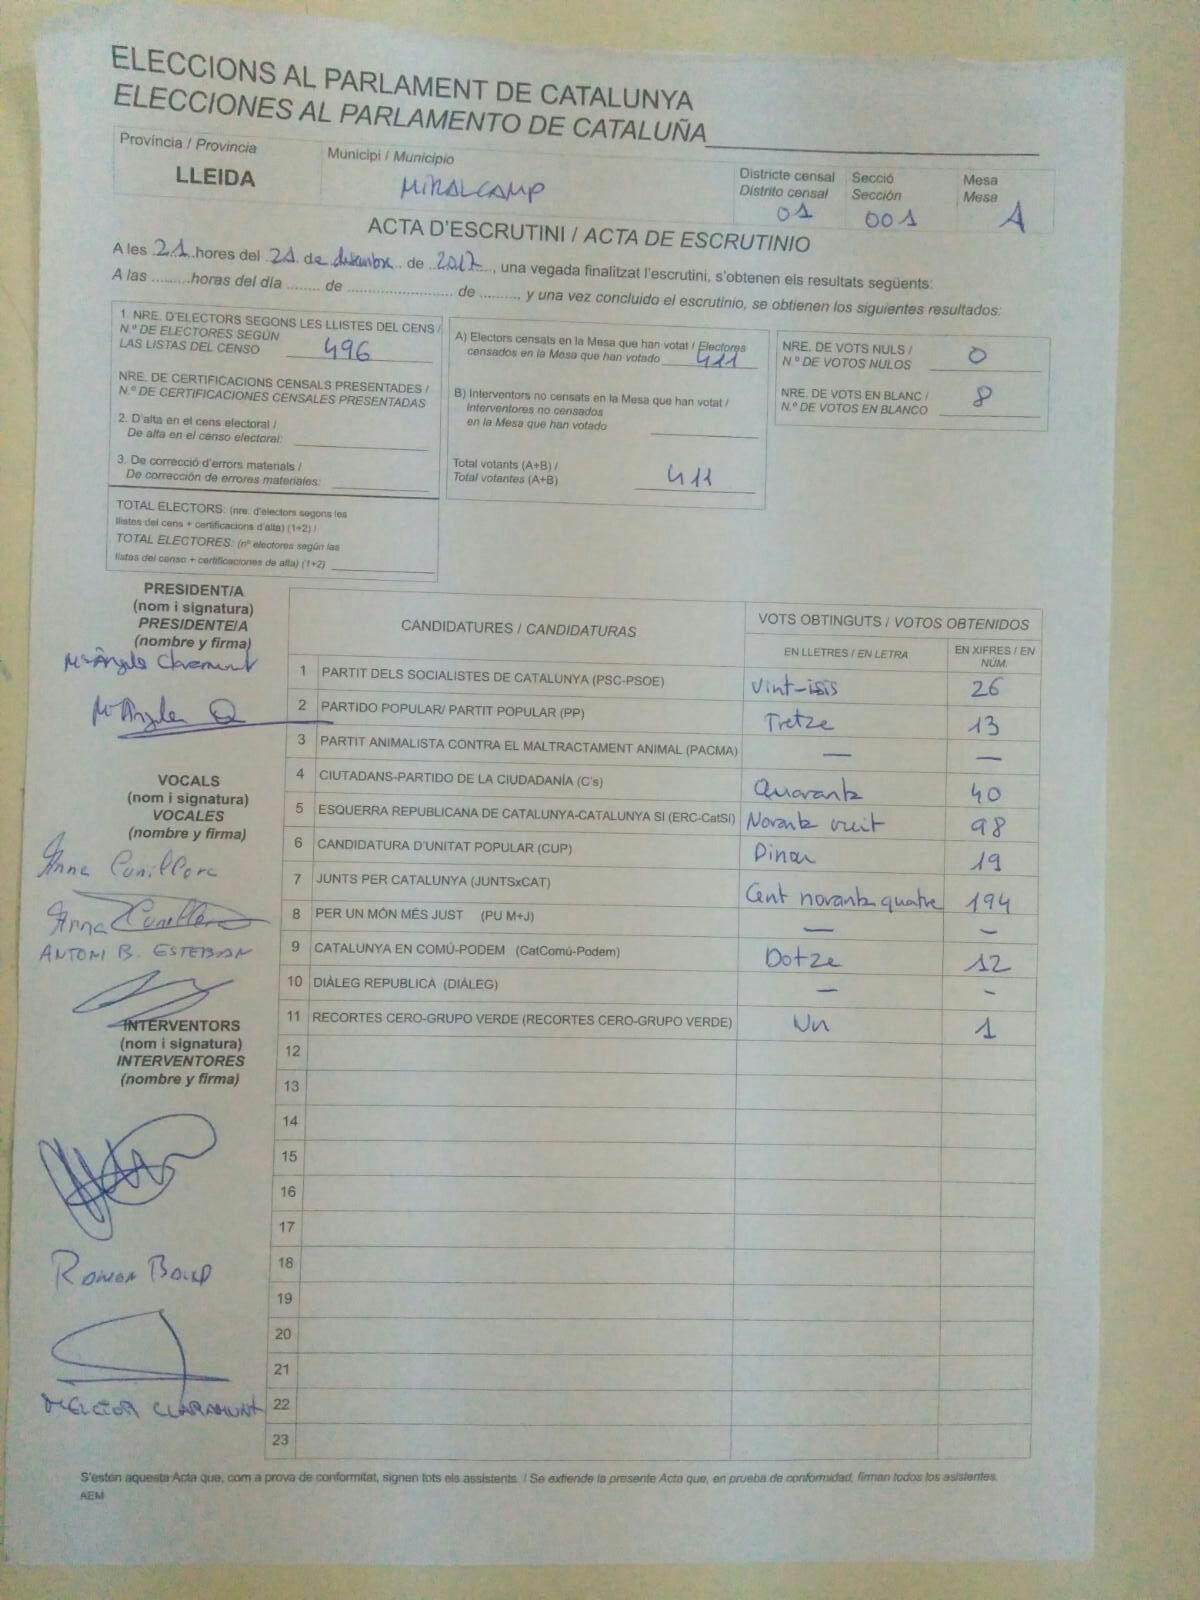 ELECCIONS AL PARLAMENT DE CATALUNYA
ELECCIONES AL PARLAMENTO DE CATALUÑA
Província / Provincia
LLEIDA
Municipi / Municipio
MIRALCAMP
Districte censal
Distrito censal
01
Secció
Sección
001
Mesa
Mesa
A
ACTA D'ESCRUTINI / ACTA DE ESCRUTINIO
A les 21 hores del 21 de desembre de 2017, una vegada finalitzat l'escrutini, s'obtenen els resultats següents:
A las .........horas del día ........ de ........................... de .........., y una vez concluido el escrutinio, se obtienen los siguientes resultados:
1. NRE. D'ELECTORS SEGONS LES LLISTES DEL CENS /
N.º DE ELECTORES SEGÚN
LAS LISTAS DEL CENSO 496
NRE. DE CERTIFICACIONS CENSALS PRESENTADES /
N.º DE CERTIFICACIONES CENSALES PRESENTADAS
2. D'alta en el cens electoral /
De alta en el censo electoral:
3. De correcció d'errors materials /
De corrección de errores materiales:
TOTAL ELECTORS: (nre. d'electors segons les
llistes del cens + certificacions d'alta) (1+2) /
TOTAL ELECTORES: (nº electores según las
listas del censo + certificaciones de alta) (1+2)
A) Electors censats en la Mesa que han votat / Electores
censados en la Mesa que han votado 411
B) Interventors no censats en la Mesa que han votat /
Interventores no censados
en la Mesa que han votado
Total votants (A+B) /
Total votantes (A+B) 411
NRE. DE VOTS NULS /
N.º DE VOTOS NULOS 0
NRE. DE VOTS EN BLANC /
N.º DE VOTOS EN BLANCO 8
PRESIDENT/A
(nom i signatura)
PRESIDENTE/A
(nombre y firma)
Mª Àngels Claramunt
Mª Àngels
VOCALS
(nom i signatura)
VOCALES
(nombre y firma)
Anna Cunillera
Anna Cunillera
ANTONI B. ESTEBAN
INTERVENTORS
(nom i signatura)
INTERVENTORES
(nombre y firma)
RAMON
MELCIOR CLARAMUNT
CANDIDATURES / CANDIDATURAS
VOTS OBTINGUTS / VOTOS OBTENIDOS
EN LLETRES / EN LETRA
EN XIFRES / EN NÚM.
1 PARTIT DELS SOCIALISTES DE CATALUNYA (PSC-PSOE) Vint-isis 26
2 PARTIDO POPULAR/ PARTIT POPULAR (PP) Tretze 13
3 PARTIT ANIMALISTA CONTRA EL MALTRACTAMENT ANIMAL (PACMA) — —
4 CIUTADANS-PARTIDO DE LA CIUDADANÍA (C's) Quaranta 40
5 ESQUERRA REPUBLICANA DE CATALUNYA-CATALUNYA SI (ERC-CatSI) Noranta vuit 98
6 CANDIDATURA D'UNITAT POPULAR (CUP) Dinou 19
7 JUNTS PER CATALUNYA (JUNTSxCAT) Cent noranta quatre 194
8 PER UN MÓN MÉS JUST (PU M+J) — —
9 CATALUNYA EN COMÚ-PODEM (CatComú-Podem) Dotze 12
10 DIÀLEG REPUBLICÀ (DIÀLEG) — -
11 RECORTES CERO-GRUPO VERDE (RECORTES CERO-GRUPO VERDE) Un 1
12
13
14
15
16
17
18
19
20
21
22
23
S'estén aquesta Acta que, com a prova de conformitat, signen tots els assistents. / Se extiende la presente Acta que, en prueba de conformidad, firman todos los asistentes.
AEM